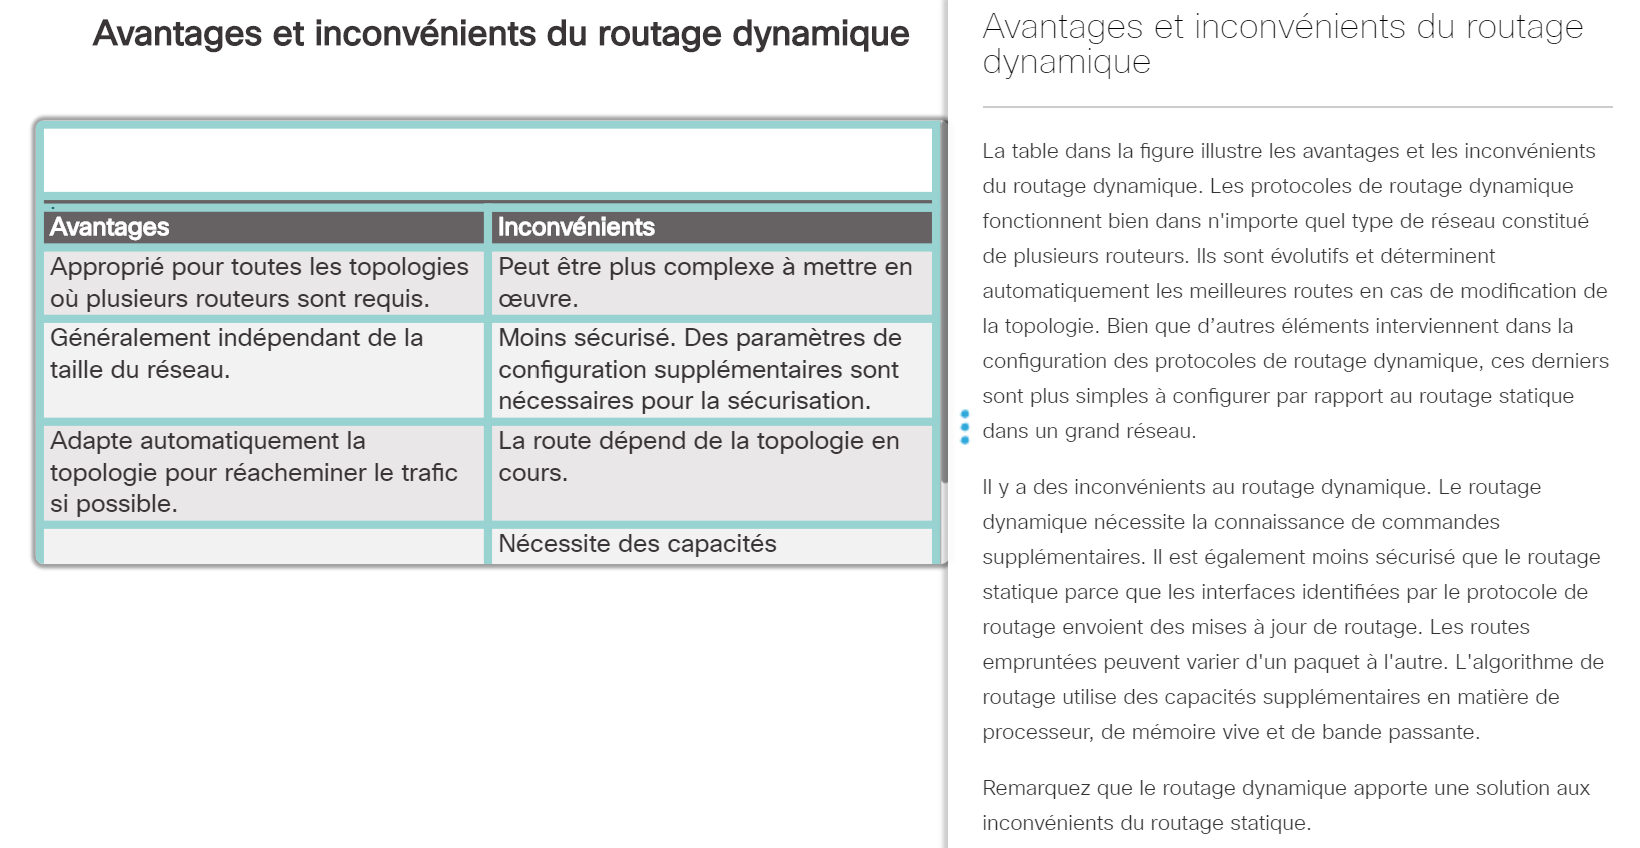 Avantages et inconvénients du routage dynamique
Avantages
Inconvénients
Approprié pour toutes les topologies
où plusieurs routeurs sont requis.
Peut être plus complexe à mettre en
œuvre.
Généralement indépendant de la
taille du réseau.
Moins sécurisé. Des paramètres de
configuration supplémentaires sont
nécessaires pour la sécurisation.
Adapte automatiquement la
topologie pour réacheminer le trafic
si possible.
La route dépend de la topologie en
cours.
Nécessite des capacités
Avantages et inconvénients du routage
dynamique
La table dans la figure illustre les avantages et les inconvénients
du routage dynamique. Les protocoles de routage dynamique
fonctionnent bien dans n'importe quel type de réseau constitué
de plusieurs routeurs. Ils sont évolutifs et déterminent
automatiquement les meilleures routes en cas de modification de
la topologie. Bien que d’autres éléments interviennent dans la
configuration des protocoles de routage dynamique, ces derniers
sont plus simples à configurer par rapport au routage statique
dans un grand réseau.
Il y a des inconvénients au routage dynamique. Le routage
dynamique nécessite la connaissance de commandes
supplémentaires. Il est également moins sécurisé que le routage
statique parce que les interfaces identifiées par le protocole de
routage envoient des mises à jour de routage. Les routes
empruntées peuvent varier d'un paquet à l'autre. L'algorithme de
routage utilise des capacités supplémentaires en matière de
processeur, de mémoire vive et de bande passante.
Remarquez que le routage dynamique apporte une solution aux
inconvénients du routage statique.